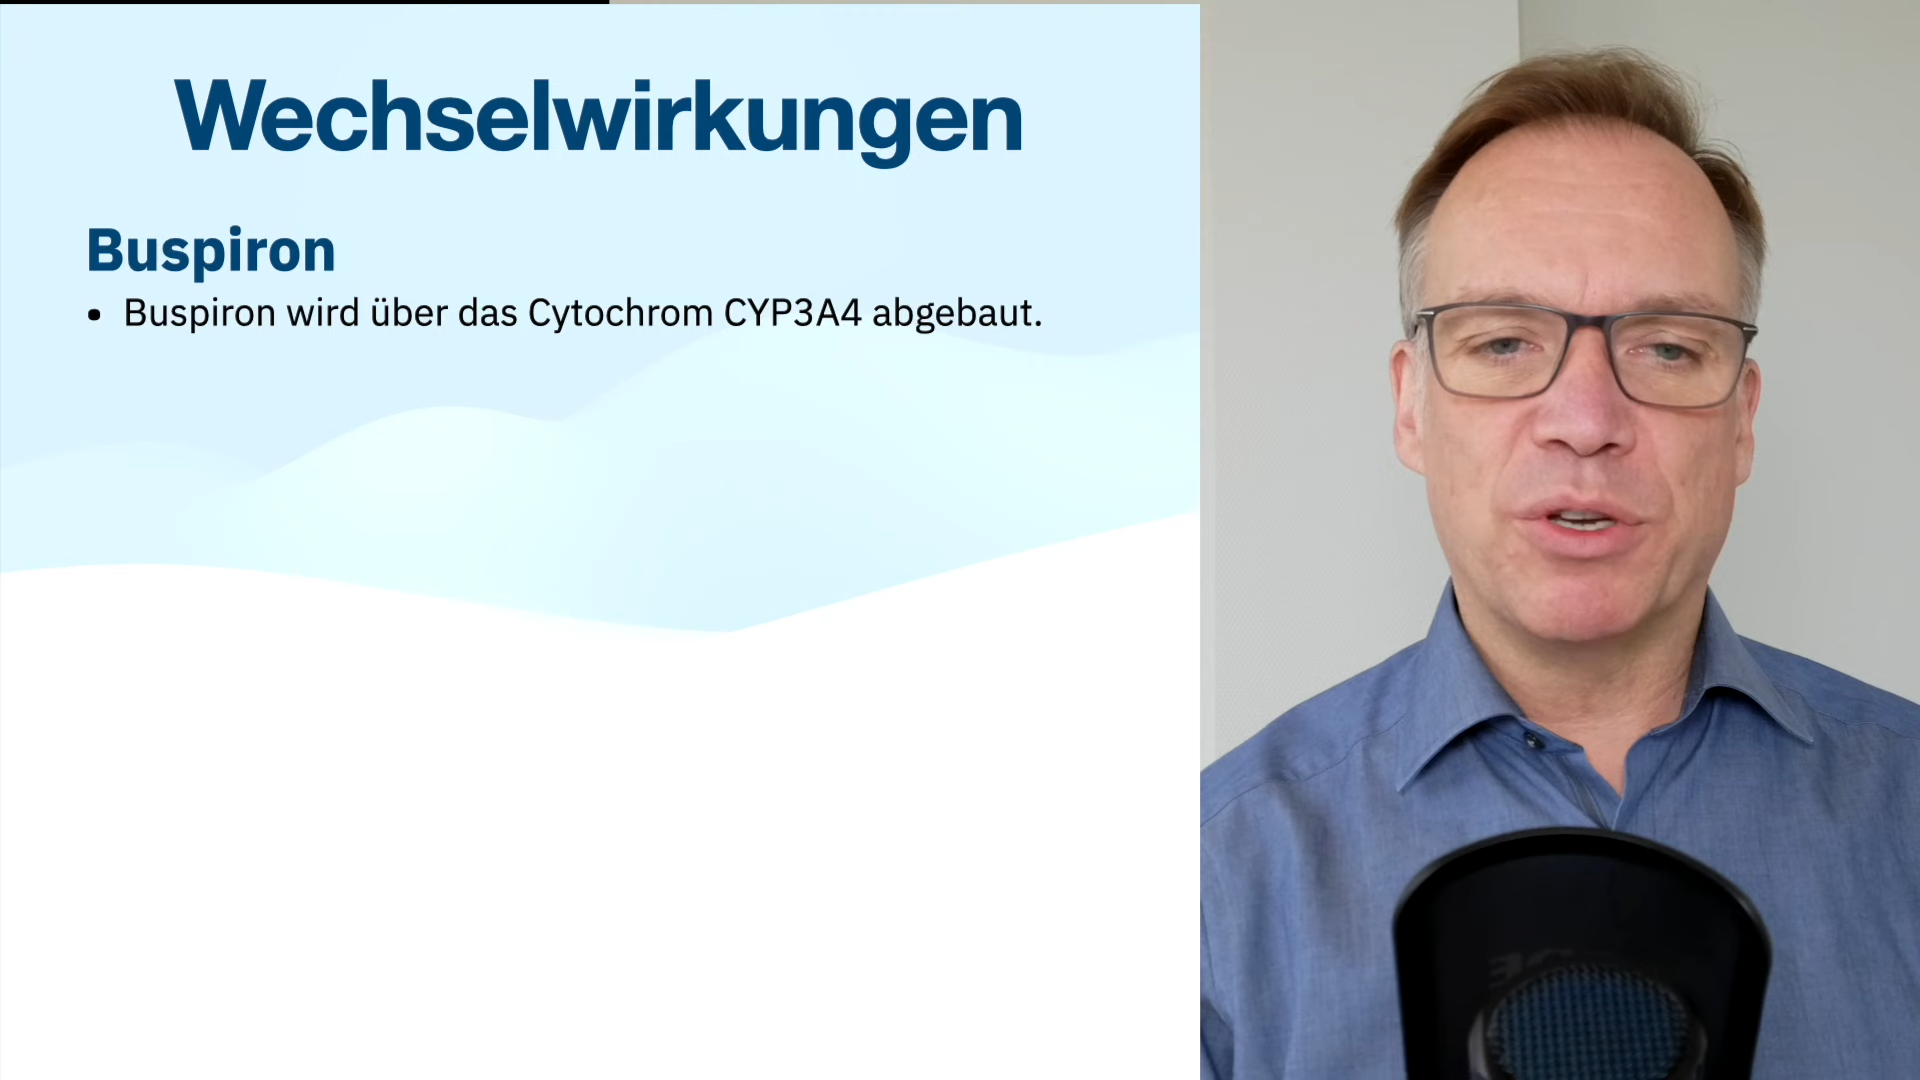 Wechselwirkungen
Buspiron
• Buspiron wird über das Cytochrom CYP3A4 abgebaut.